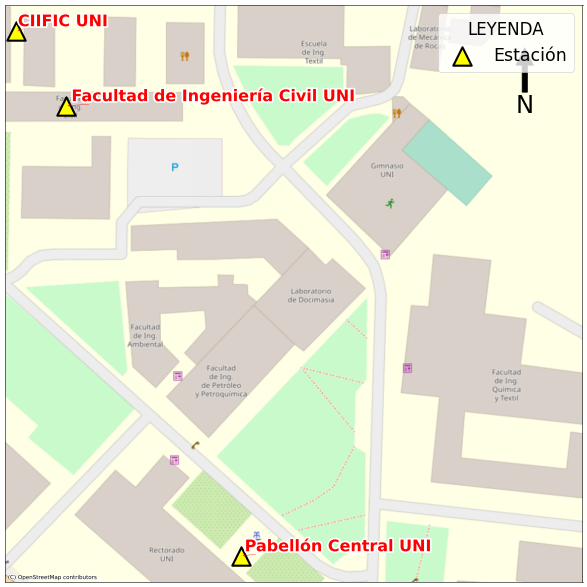 CIIFIC UNI
LEYENDA
Estación
N
Escuela
de Ing.
Textil
Laborato
de Mecánic
de Rocas
Facultad de Ingeniería Civil UNI
P
Gimnasio
UNI
Laboratorio
de Docimasia
Facultad
de Ing.
Ambiental
Facultad
de Ing.
de Petróleo
y Petroquímica
Facultad
de Ing.
Química
y Textil
Pabellón Central UNI
Rectorado
UNI
(C) OpenStreetMap contributors